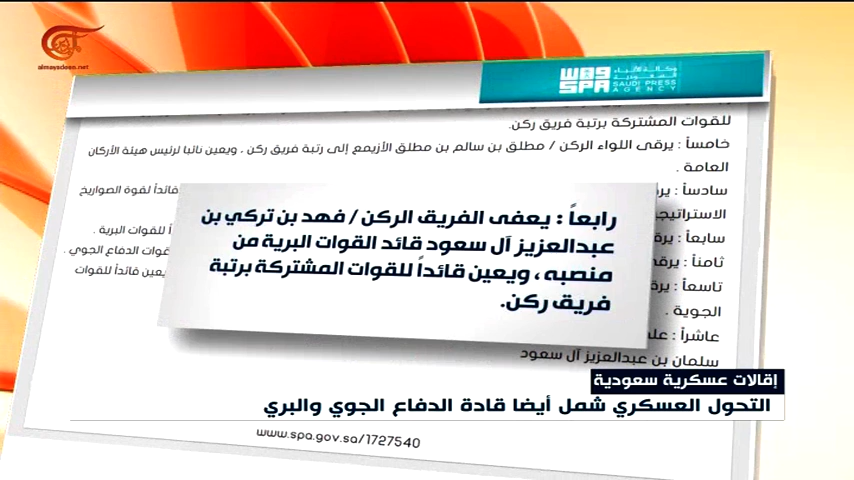 الميادين
almayadeen.net
وكالة الأنباء السعودية
SPA SAUDI PRESS AGENCY
للقوات المشتركة برتبة فريق ركن.
خامساً : يرقى اللواء الركن / مطلق بن سالم بن مطلق الأزيمع إلى رتبة فريق ركن ، ويعين نائبا لرئيس هيئة الأركان
العامة .
سادساً : يرق
قائداً لقوة الصواريخ
الاستراتيجي
سابعاً : يرق
اً للقوات البرية .
ثامناً : يرقى
قوات الدفاع الجوي .
تاسعاً : يرق
يعين قائداً للقوات
الجوية .
عاشراً : على
سلمان بن عبدالعزيز آل سعود
رابعاً : يعفى الفريق الركن / فهد بن تركي بن
عبدالعزيز آل سعود قائد القوات البرية من
منصبه ، ويعين قائداً للقوات المشتركة برتبة
فريق ركن.
إقالات عسكرية سعودية
التحول العسكري شمل أيضا قادة الدفاع الجوي والبري
www.spa.gov.sa/1727540